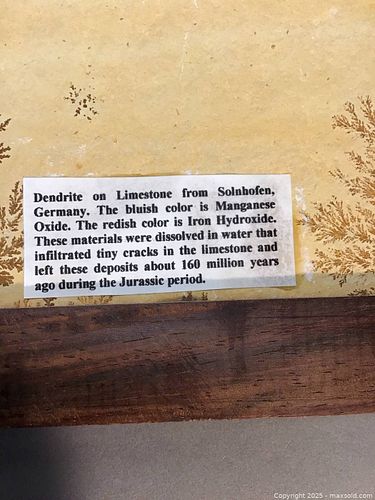 Dendrite on Limestone from Solnhofen,
Germany. The bluish color is Manganese
Oxide. The redish color is Iron Hydroxide.
These materials were dissolved in water that
infiltrated tiny cracks in the limestone and
left these deposits about 160 million years
ago during the Jurassic period.
Copyright 2025 - maxsold.com